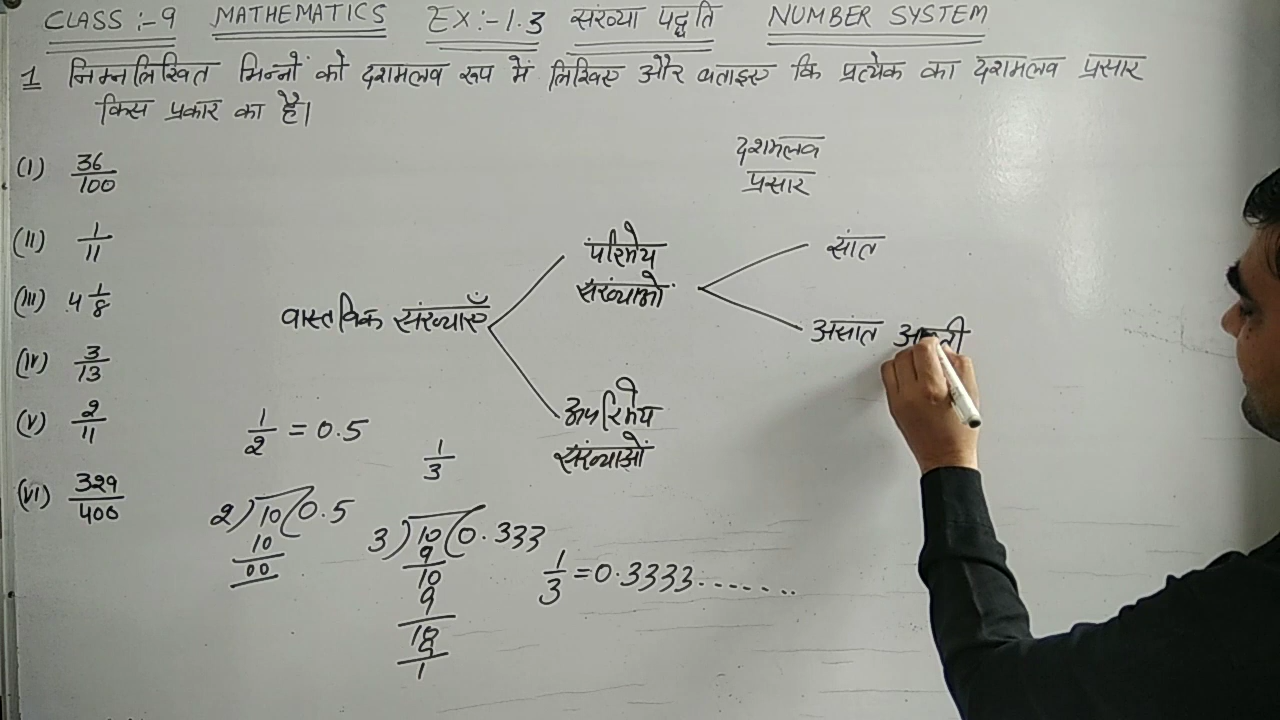 CLASS :- 9 MATHEMATICS EX:-1.3 संख्या पद्धति NUMBER SYSTEM
1 निम्नलिखित भिन्नों को दशमलव रूप में लिखिए और बताइए कि प्रत्येक का दशमलव प्रसार
किस प्रकार का है।
दशमलव
प्रसार
(I) 36/100
(II) 1/11
(III) 4 1/8
(IV) 3/13
(V) 2/11
(VI) 329/400
वास्तविक संख्याएँ
परिमेय
संख्याओं
सांत
असांत
अपरिमेय
संख्याओं
1/2 = 0.5
1/3
2)10(0.5
10
00
3)10(0.333
9
10
9
10
9
1
1/3 = 0.3333.......